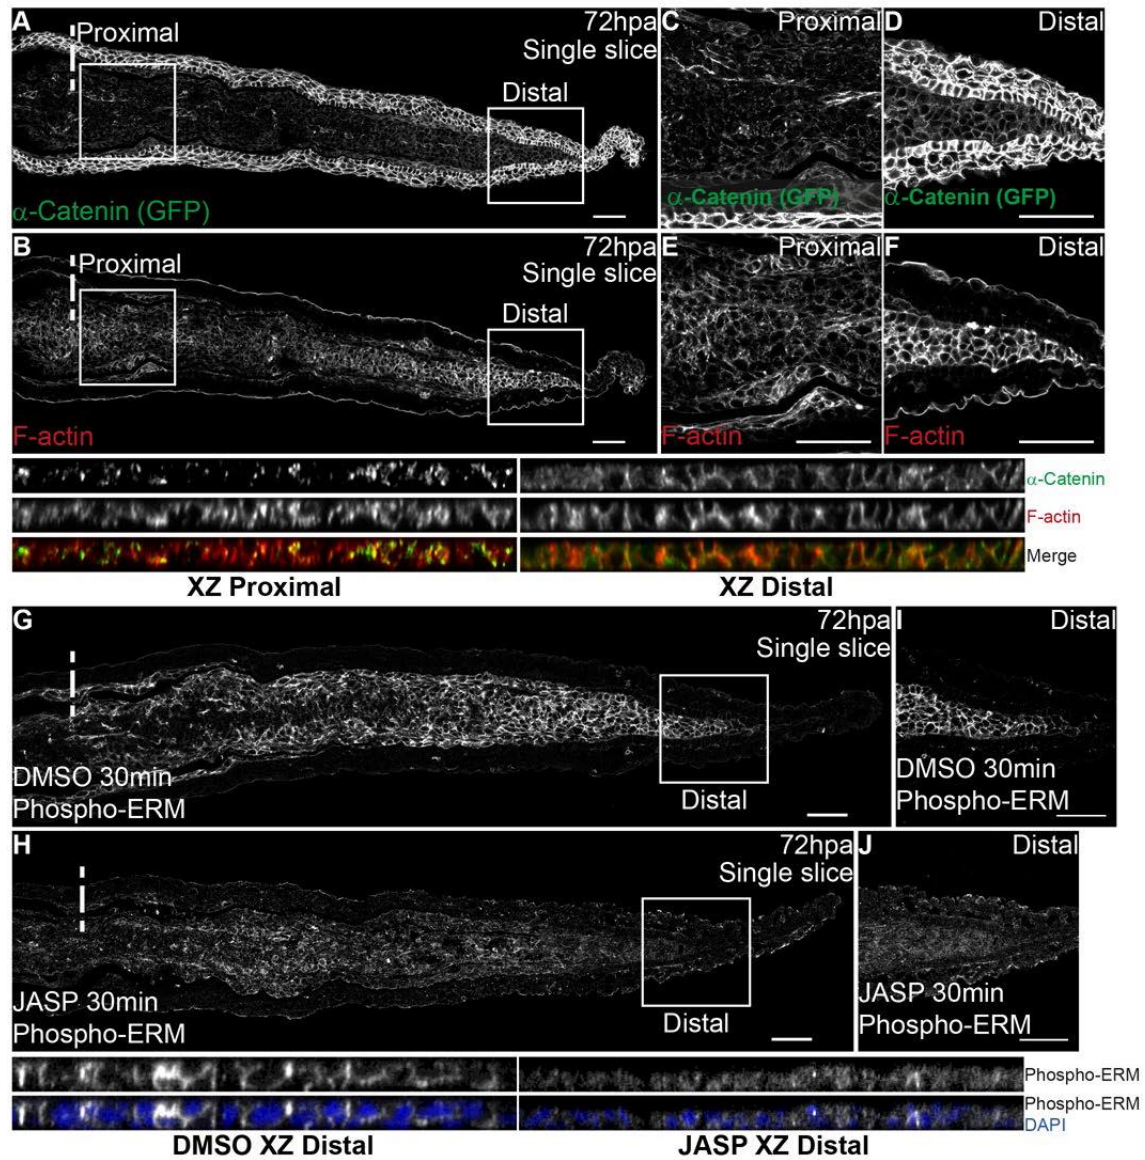 A
Proximal
72hpa
Single slice
Distal
α-Catenin (GFP)
C
Proximal
α-Catenin (GFP)
D
Distal
α-Catenin (GFP)
B
Proximal
72hpa
Single slice
Distal
F-actin
E
Proximal
F-actin
F
Distal
F-actin
α-Catenin
F-actin
Merge
XZ Proximal
XZ Distal
G
72hpa
Single slice
DMSO 30min
Phospho-ERM
Distal
I
Distal
DMSO 30min
Phospho-ERM
H
72hpa
Single slice
JASP 30min
Phospho-ERM
Distal
J
Distal
JASP 30min
Phospho-ERM
Phospho-ERM
Phospho-ERM
DAPI
DMSO XZ Distal
JASP XZ Distal